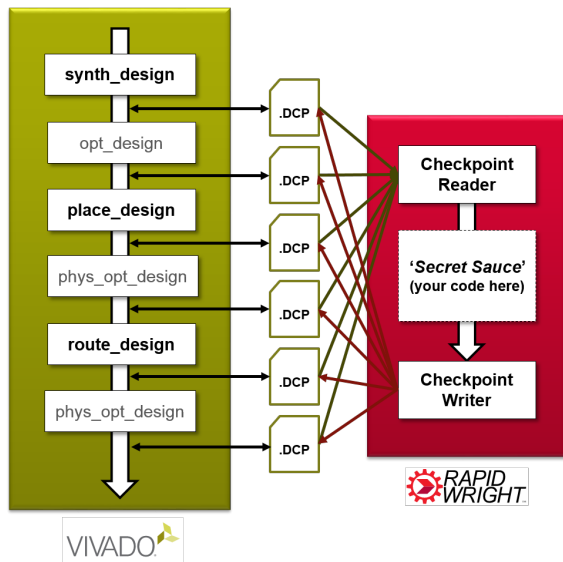 synth_design
.DCP
opt_design
.DCP
place_design
.DCP
phys_opt_design
.DCP
route_design
.DCP
phys_opt_design
.DCP
Checkpoint
Reader
‘Secret Sauce’
(your code here)
Checkpoint
Writer
VIVADO.
RAPID
WRIGHT™